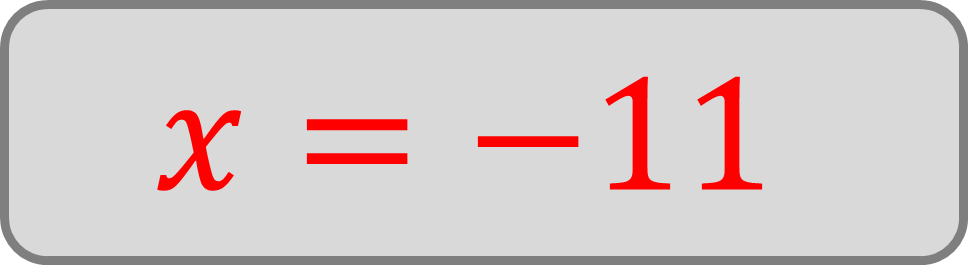 x = −11